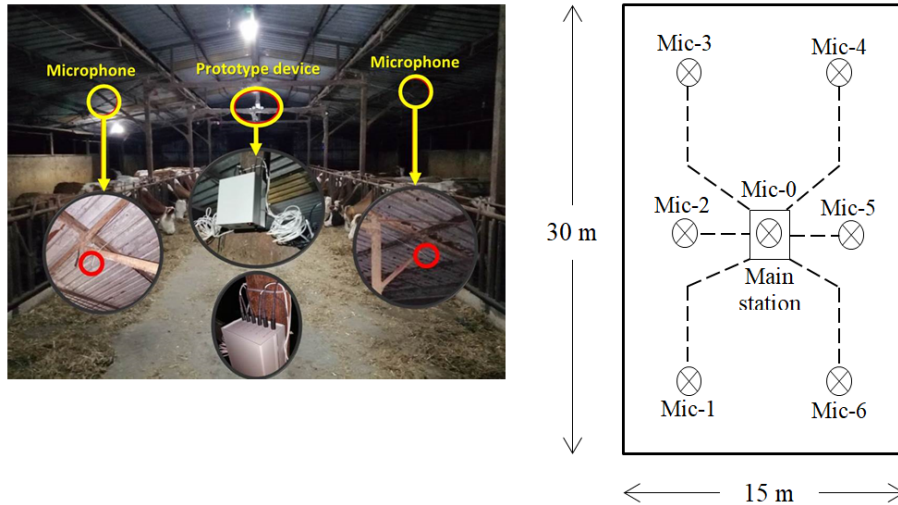 Microphone
Prototype device
Microphone
Mic-3
Mic-4
Mic-0
Mic-2
Mic-5
30 m
Main
station
Mic-1
Mic-6
15 m